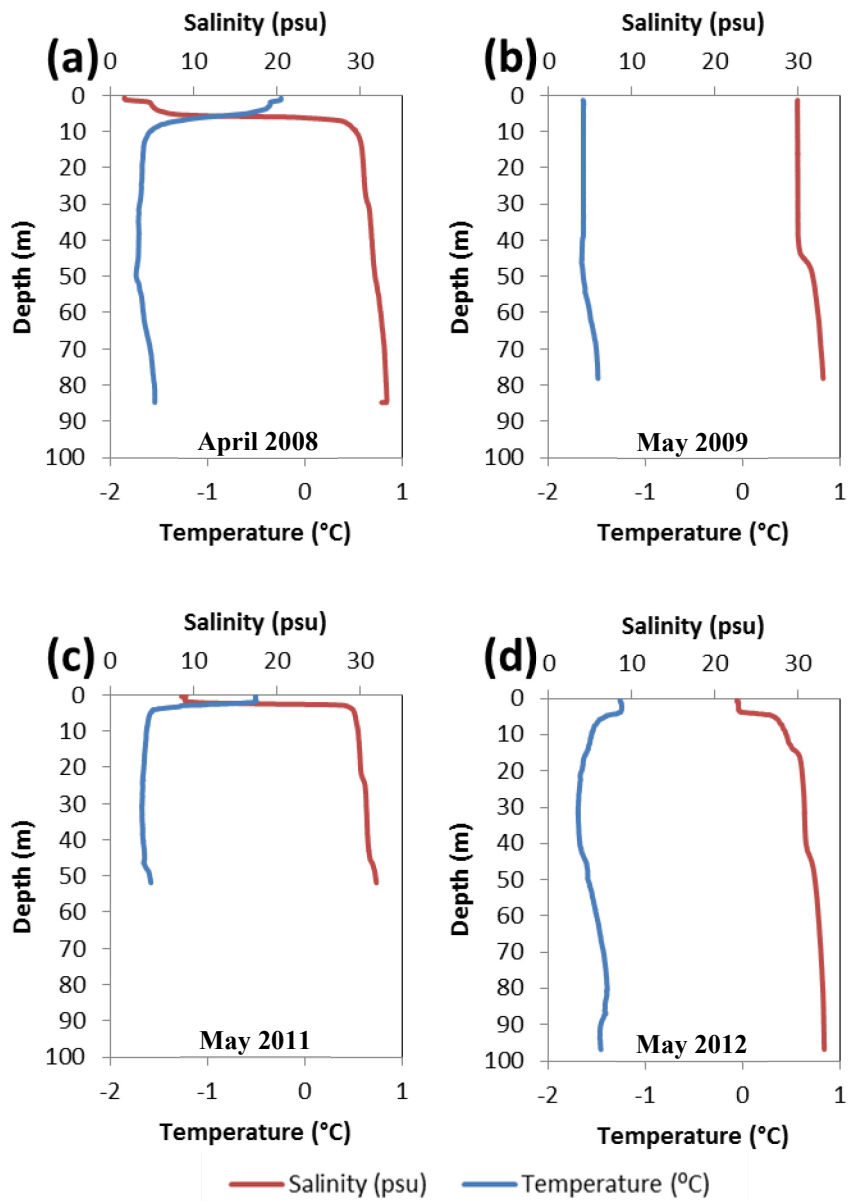 Salinity (psu)
(a)
0 10 20 30
0
10
20
30
40
50
60
70
80
90
100
Depth (m)
April 2008
-2 -1 0 1
Temperature (°C)
Salinity (psu)
(b)
0 10 20 30
0
10
20
30
40
50
60
70
80
90
100
Depth (m)
May 2009
-2 -1 0 1
Temperature (°C)
Salinity (psu)
(c)
0 10 20 30
0
10
20
30
40
50
60
70
80
90
100
Depth (m)
May 2011
-2 -1 0 1
Temperature (°C)
Salinity (psu)
(d)
0 10 20 30
0
10
20
30
40
50
60
70
80
90
100
Depth (m)
May 2012
-2 -1 0 1
Temperature (°C)
Salinity (psu) Temperature (⁰C)